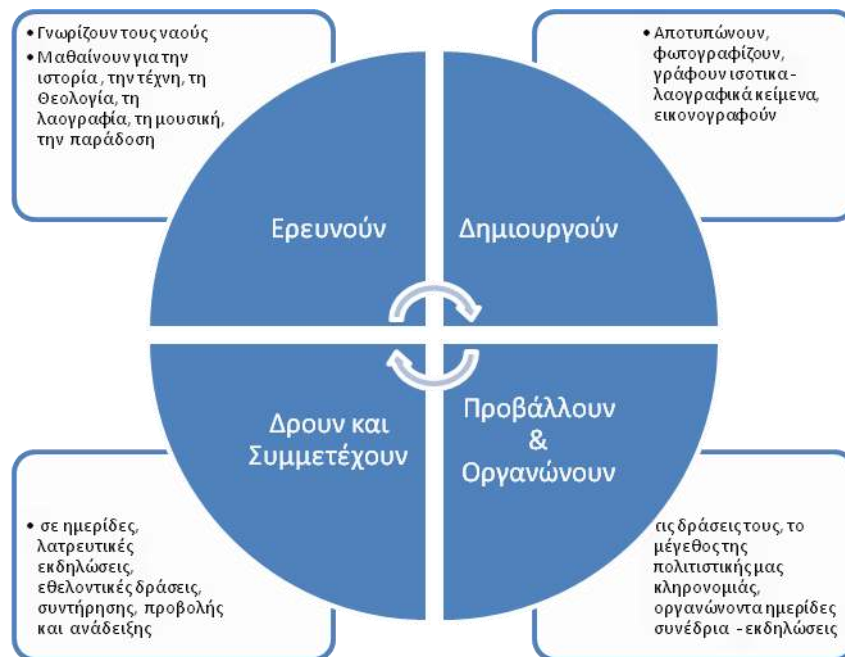 • Γνωρίζουν τους ναούς
• Μαθαίνουν για την
ιστορία , την τέχνη, τη
Θεολογία, τη
λαογραφία, τη μουσική,
την παράδοση
• Αποτυπώνουν,
φωτογραφίζουν,
γράφουν ισοτικα -
λαογραφικά κείμενα,
εικονογραφούν
Ερευνούν
Δημιουργούν
Δρουν και
Συμμετέχουν
Προβάλλουν
&
Οργανώνουν
• σε ημερίδες,
λατρευτικές
εκδηλώσεις,
εθελοντικές δράσεις,
συντήρησης, προβολής
και ανάδειξης
τις δράσεις τους, το
μέγεθος της
πολιτιστικής μας
κληρονομιάς,
οργανώνοντα ημερίδες
συνέδρια - εκδηλώσεις